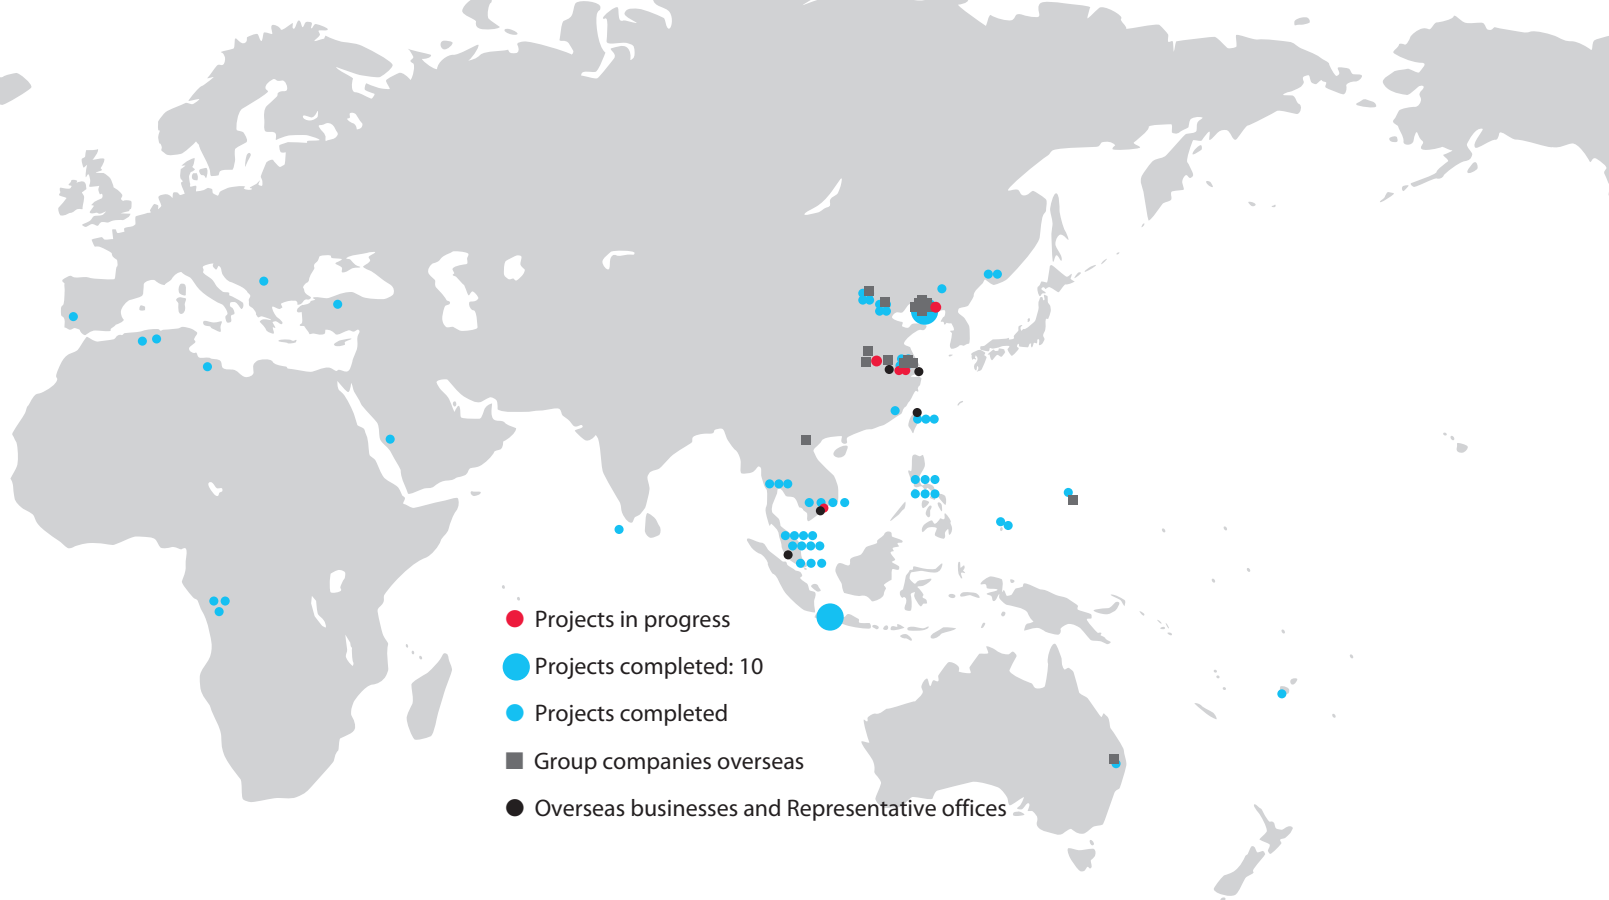 Projects in progress
Projects completed: 10
Projects completed
Group companies overseas
Overseas businesses and Representative offices